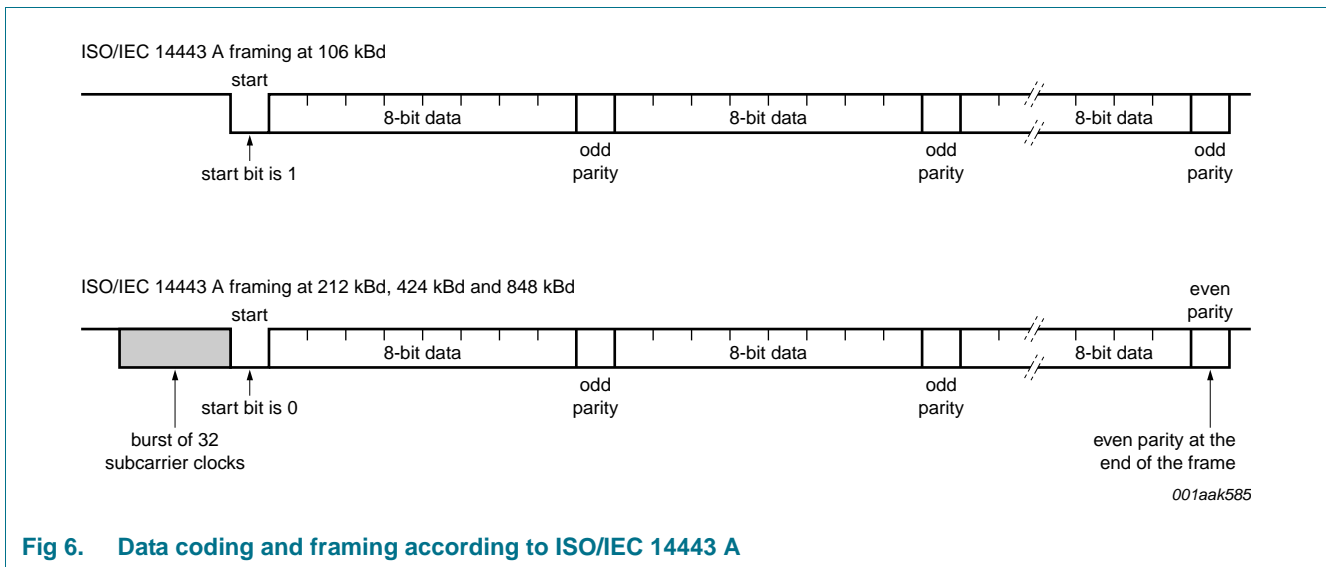 ISO/IEC 14443 A framing at 106 kBd
start
8-bit data
8-bit data
8-bit data
start bit is 1
odd
parity
odd
parity
odd
parity
ISO/IEC 14443 A framing at 212 kBd, 424 kBd and 848 kBd
even
parity
start
8-bit data
8-bit data
8-bit data
start bit is 0
odd
parity
odd
parity
burst of 32
subcarrier clocks
even parity at the
end of the frame
001aak585
Fig 6. Data coding and framing according to ISO/IEC 14443 A